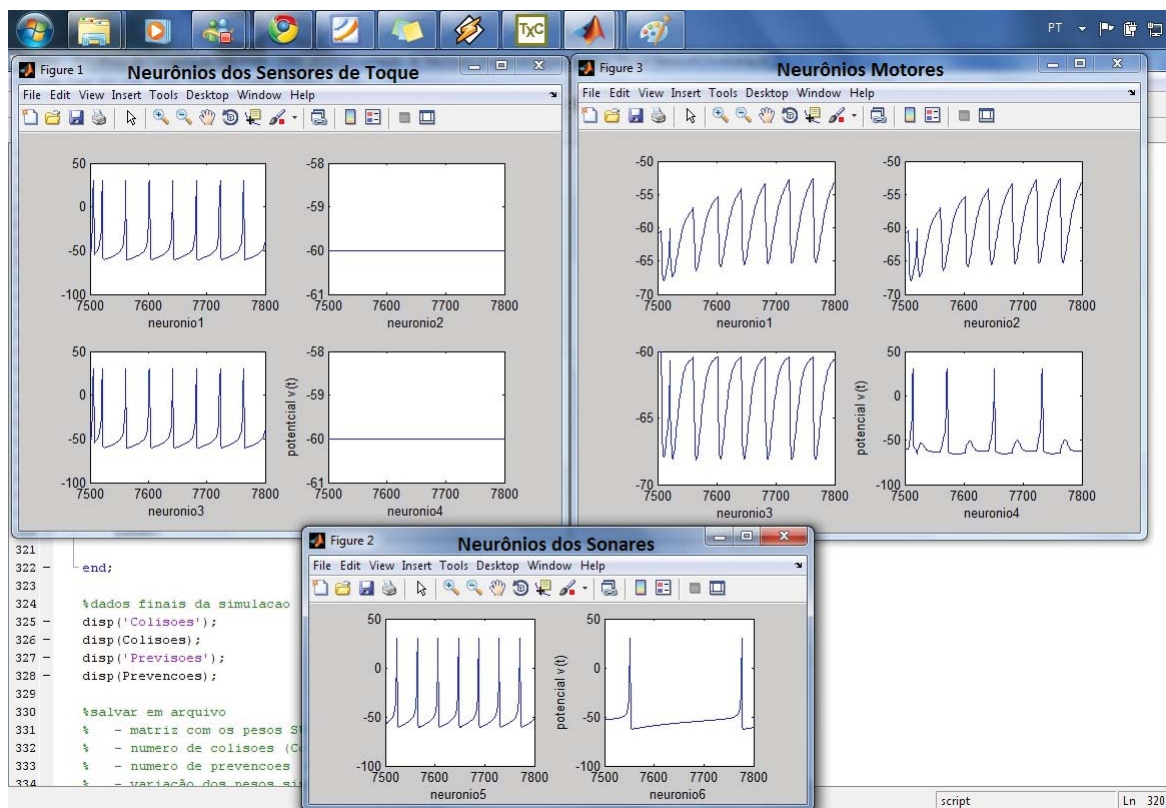 TXC
PT
Figure 1
Neurônios dos Sensores de Toque
File Edit View Insert Tools Desktop Window Help
50
0
-50
-100
7500 7600 7700 7800
neuronio1
-58
-59
-60
-61
7500 7600 7700 7800
neuronio2
50
0
-50
-100
7500 7600 7700 7800
neuronio3
potentcial v(t)
-58
-59
-60
-61
7500 7600 7700 7800
neuronio4
Figure 3
Neurônios Motores
File Edit View Insert Tools Desktop Window Help
-50
-55
-60
-65
-70
7500 7600 7700 7800
neuronio1
-50
-55
-60
-65
-70
7500 7600 7700 7800
neuronio2
-60
-65
-70
7500 7600 7700 7800
neuronio3
potencial v(t)
50
0
-50
-100
7500 7600 7700 7800
neuronio4
Figure 2
Neurônios dos Sonares
File Edit View Insert Tools Desktop Window Help
50
0
-50
-100
7500 7600 7700 7800
neuronio5
potencial v(t)
50
0
-50
-100
7500 7600 7700 7800
neuronio6
321
322 – end;
323
324 %dados finais da simulacao
325 – disp('Colisoes');
326 – disp(Colisoes);
327 – disp('Previsoes');
328 – disp(Prevencoes);
329
330 %salvar em arquivo
331 % - matriz com os pesos
332 % - numero de colisoes
333 % - numero de prevencoes
334 % - variação dos pesos
script
Ln 320